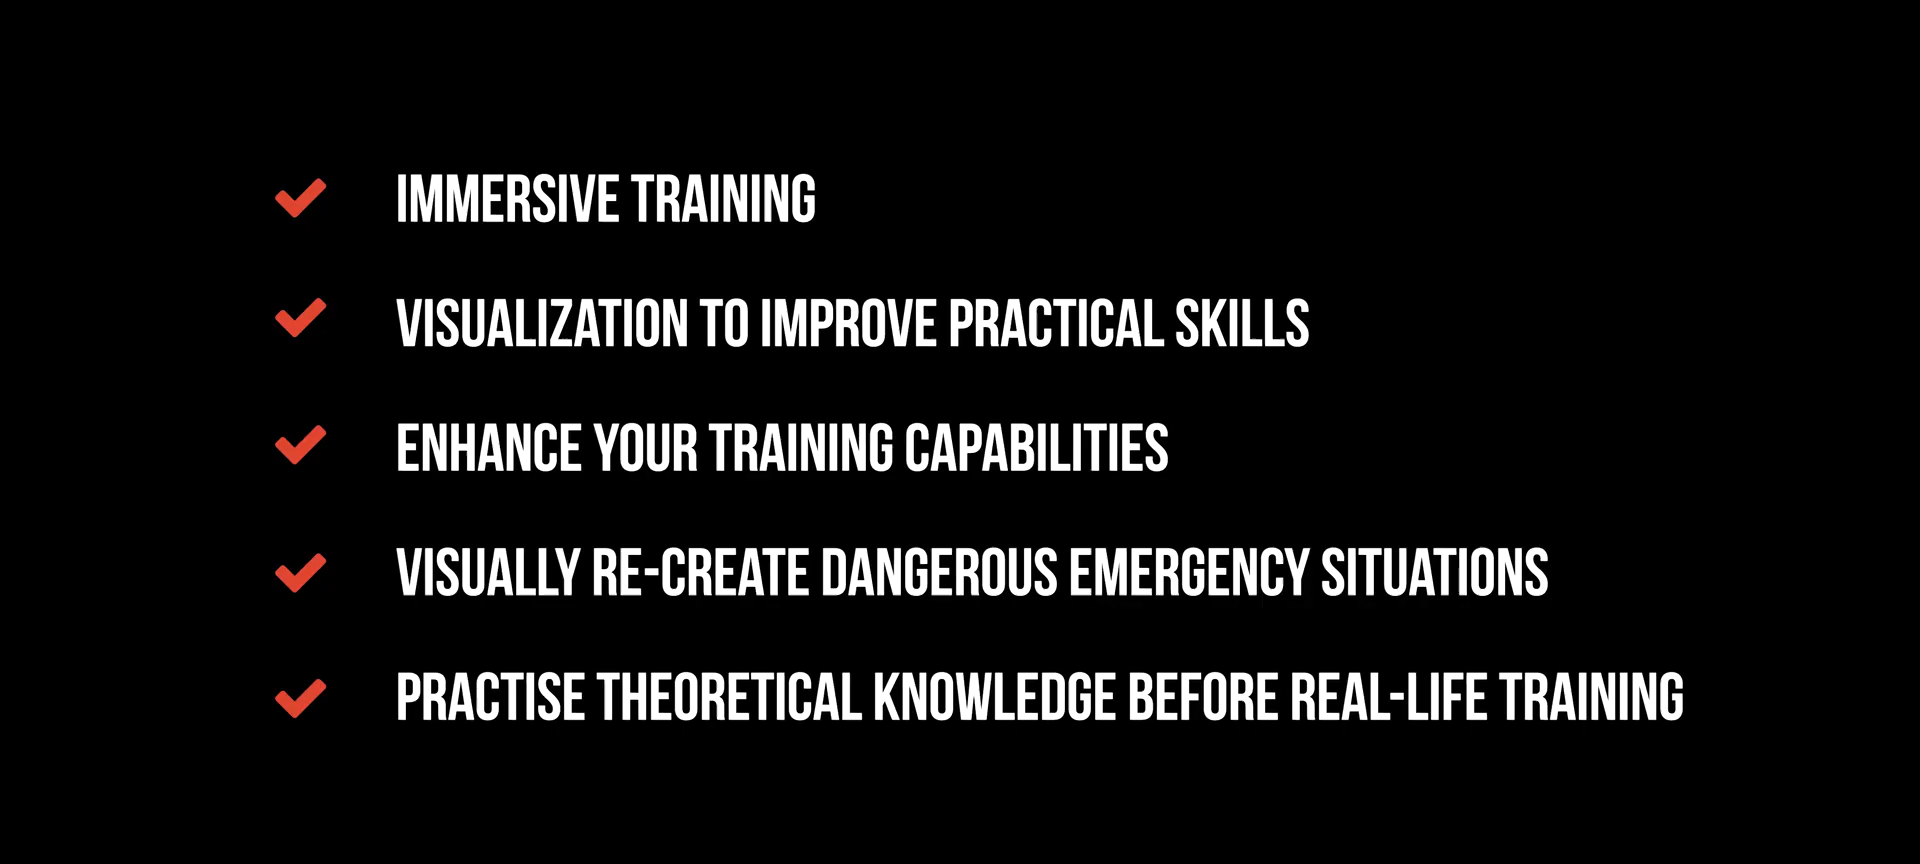 IMMERSIVE TRAINING
VISUALIZATION TO IMPROVE PRACTICAL SKILLS
ENHANCE YOUR TRAINING CAPABILITIES
VISUALLY RE-CREATE DANGEROUS EMERGENCY SITUATIONS
PRACTISE THEORETICAL KNOWLEDGE BEFORE REAL-LIFE TRAINING